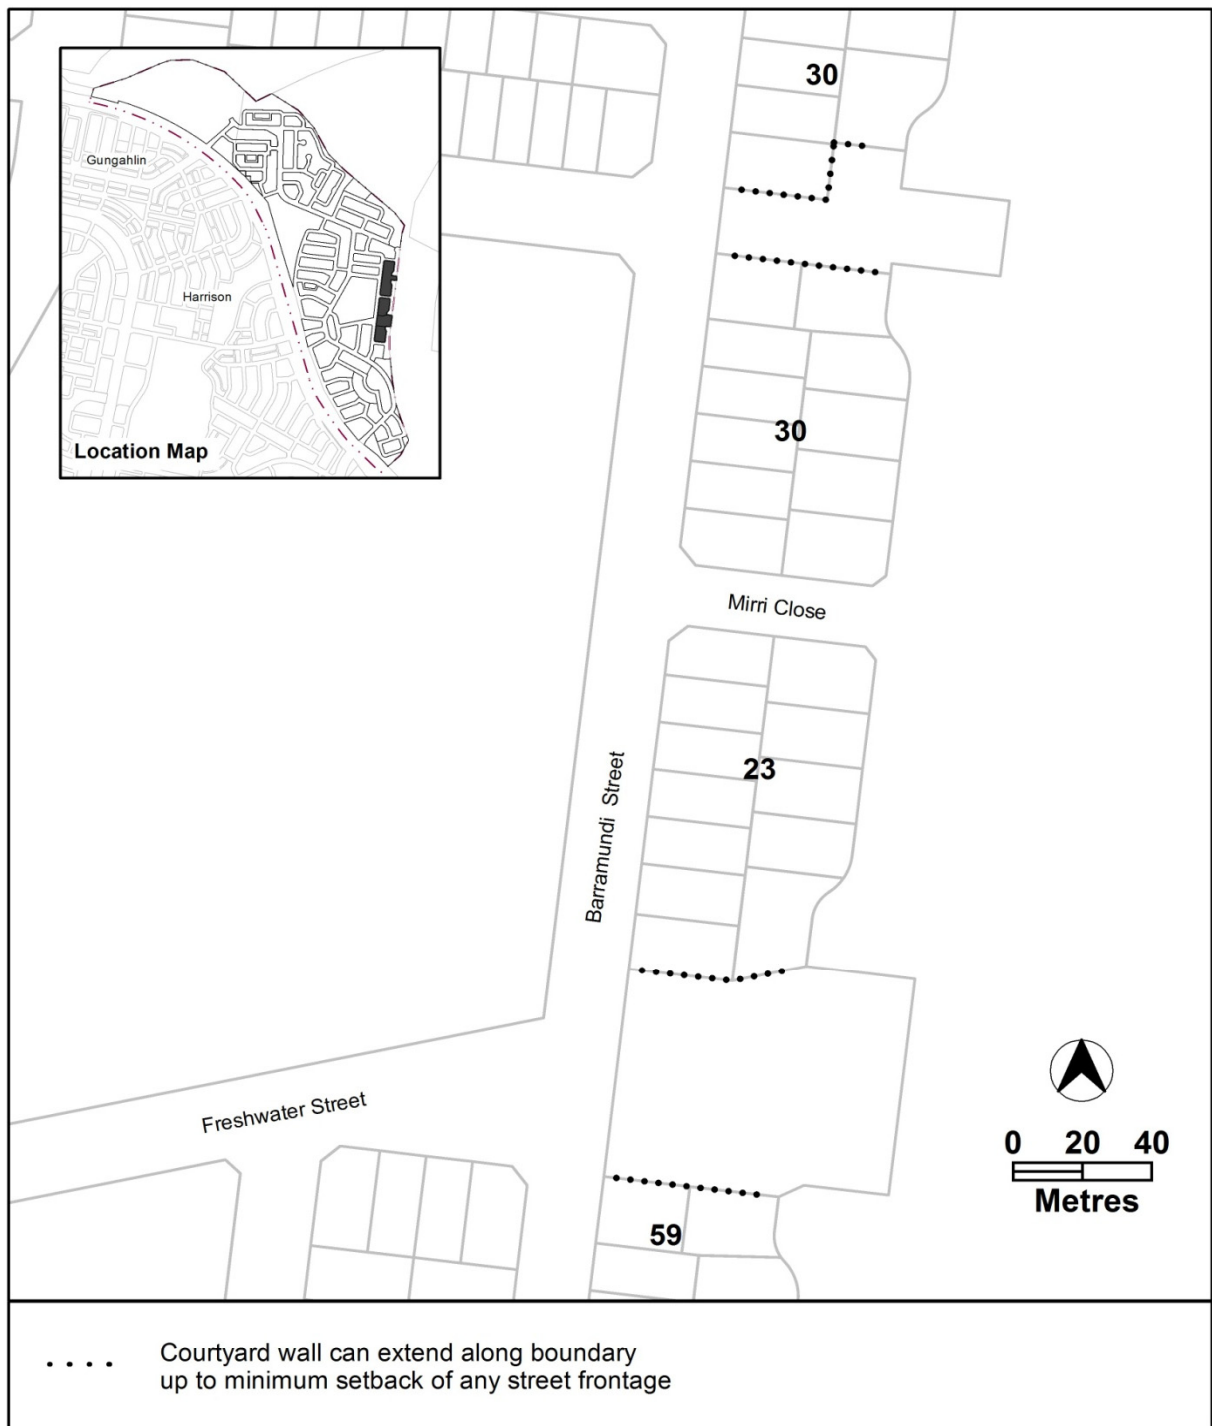 30
Gungahlin
Harrison
Location Map
30
Mirri Close
23
Barramundi Street
Freshwater Street
0 20 40
Metres
59
Courtyard wall can extend along boundary
up to minimum setback of any street frontage